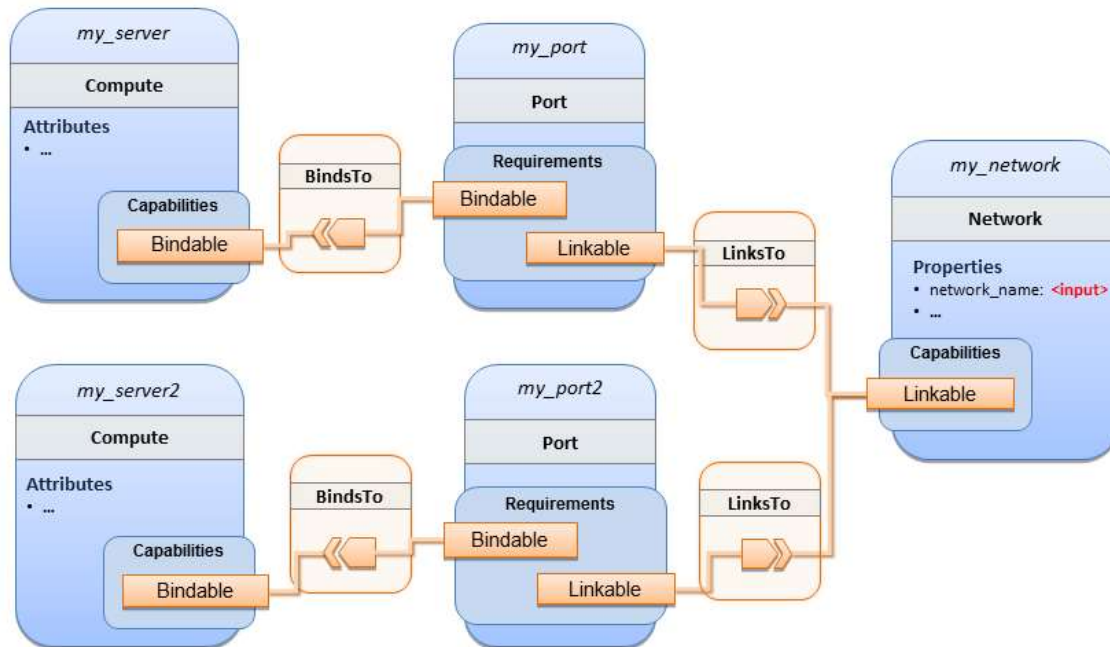 my_server
Compute
Attributes
• ...
Capabilities
Bindable
BindsTo
my_port
Port
Requirements
Bindable
Linkable
LinksTo
my_network
Network
Properties
• network_name: <input>
• ...
Capabilities
Linkable
my_server2
Compute
Attributes
• ...
Capabilities
Bindable
BindsTo
my_port2
Port
Requirements
Bindable
Linkable
LinksTo